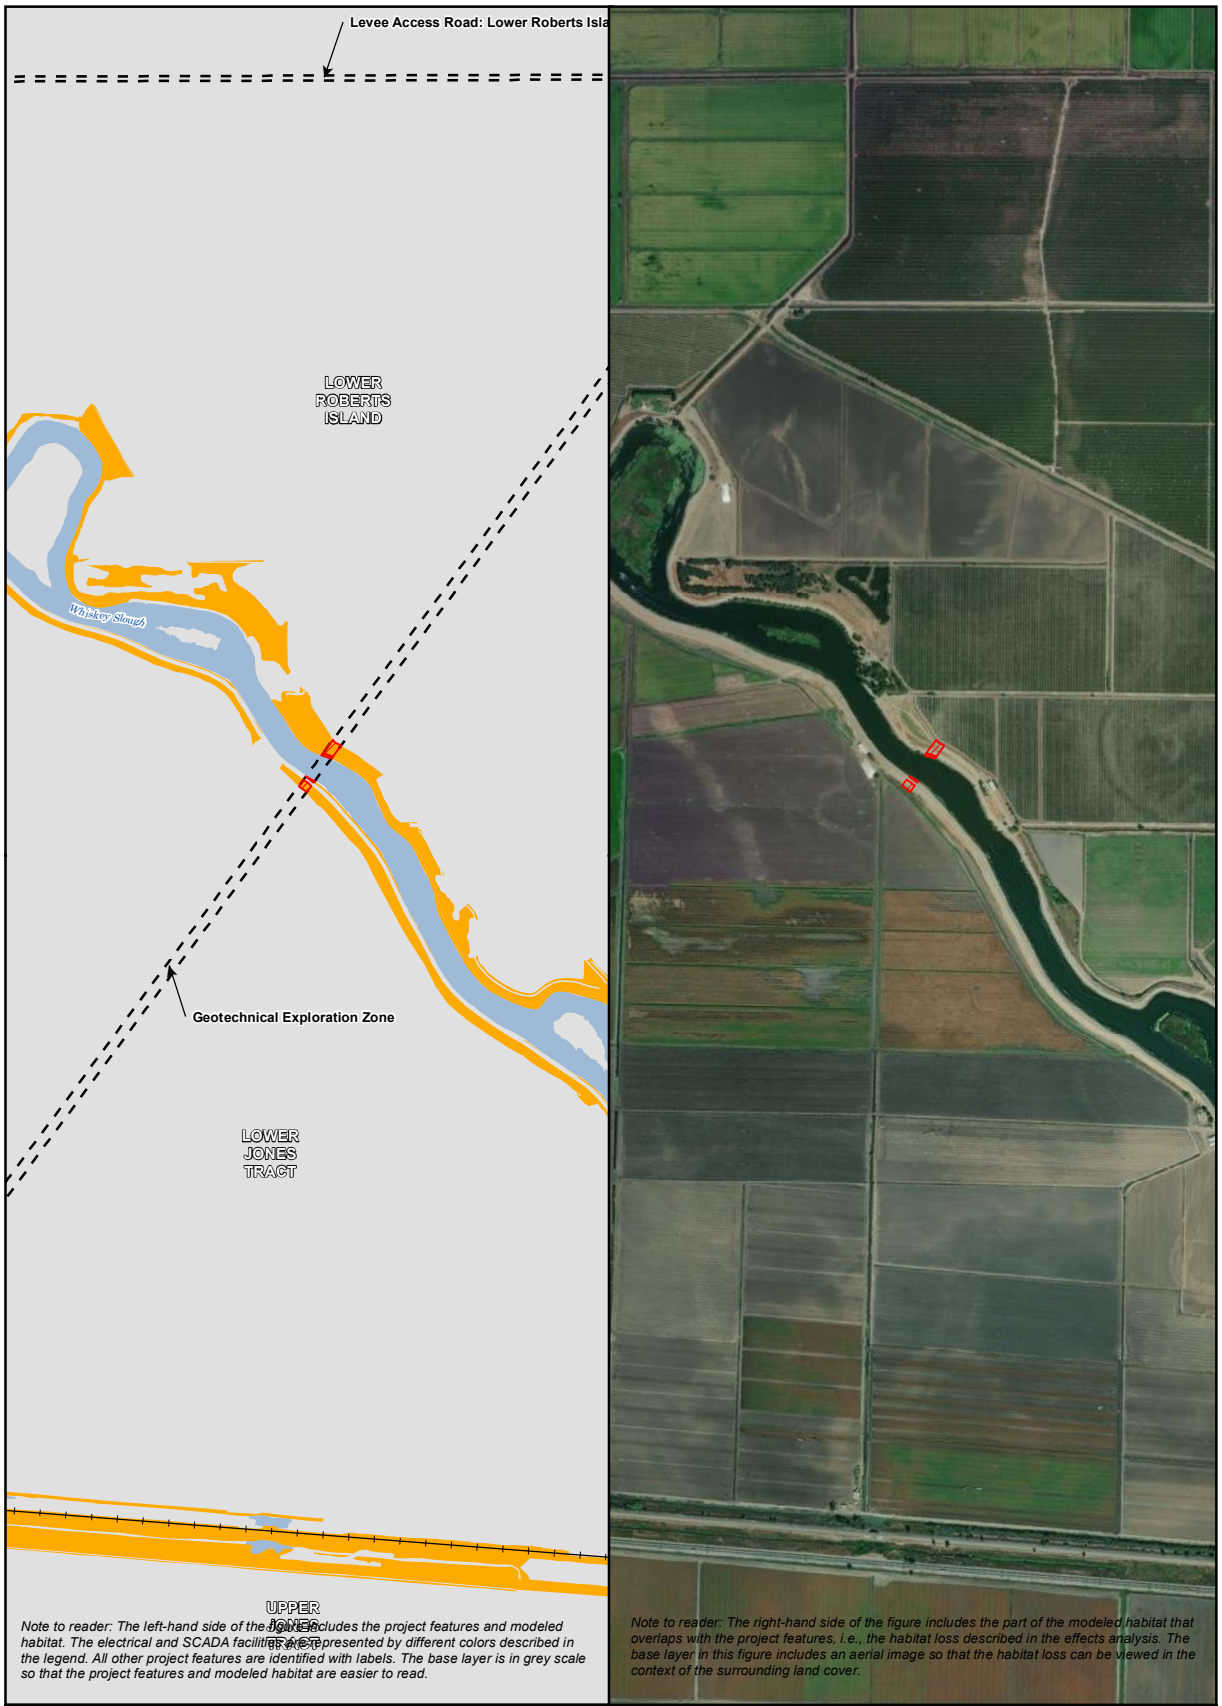 Levee Access Road: Lower Roberts Isla
LOWER
ROBERTS
ISLAND
Whiskey Slough
Geotechnical Exploration Zone
LOWER
JONES
TRACT
UPPER
JONES
TRACT
Note to reader: The left-hand side of the figure includes the project features and modeled
habitat. The electrical and SCADA facilities are represented by different colors described in
the legend. All other project features are identified with labels. The base layer is in grey scale
so that the project features and modeled habitat are easier to read.
Note to reader: The right-hand side of the figure includes the part of the modeled habitat that
overlaps with the project features, i.e., the habitat loss described in the effects analysis. The
base layer in this figure includes an aerial image so that the habitat loss can be viewed in the
context of the surrounding land cover.